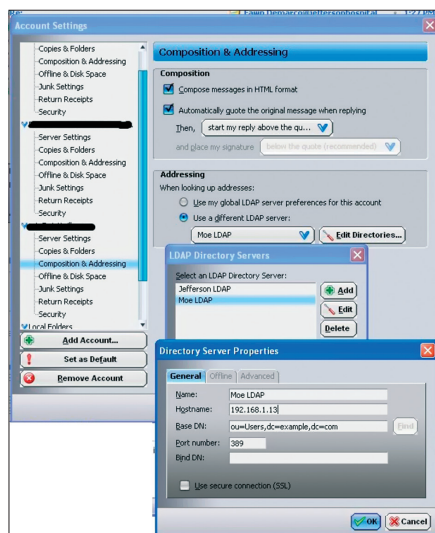 Account Settings
Copies & Folders
Composition & Addressing
Offline & Disk Space
Junk Settings
Return Receipts
Security
Server Settings
Copies & Folders
Composition & Addressing
Offline & Disk Space
Junk Settings
Return Receipts
Security
Server Settings
Copies & Folders
Composition & Addressing
Offline & Disk Space
Junk Settings
Return Receipts
Security
Local Folders
Add Account...
Set as Default
Remove Account
Composition & Addressing
Composition
Compose messages in HTML format
Automatically quote the original message when replying
Then, start my reply above the qu...
and place my signature below the quote (recommended)
Addressing
When looking up addresses:
Use my global LDAP server preferences for this account
Use a different LDAP server:
Moe LDAP Edit Directories...
LDAP Directory Servers
Select an LDAP Directory Server:
Jefferson LDAP
Moe LDAP
Add
Edit
Delete
Directory Server Properties
General Offline Advanced
Name: Moe LDAP
Hostname: 192.168.1.13
Base DN: ou=Users,dc=example,dc=com Find
Port number: 389
Bind DN:
Use secure connection (SSL)
OK Cancel